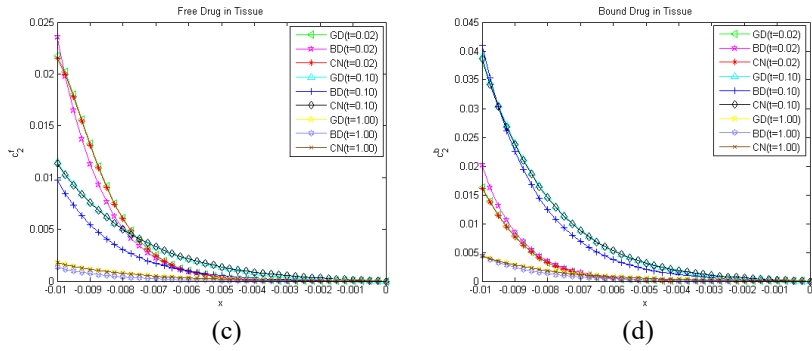 Free Drug in Tissue
0.025
0.02
0.015
0.01
0.005
0
c₂ᶠ
GD(t=0.02)
BD(t=0.02)
CN(t=0.02)
GD(t=0.10)
BD(t=0.10)
CN(t=0.10)
GD(t=1.00)
BD(t=1.00)
CN(t=1.00)
-0.01 -0.009 -0.008 -0.007 -0.006 -0.005 -0.004 -0.003 -0.002 -0.001 0
x
(c)
Bound Drug in Tissue
0.045
0.04
0.035
0.03
0.025
0.02
0.015
0.01
0.005
0
c₂ᵇ
GD(t=0.02)
BD(t=0.02)
CN(t=0.02)
GD(t=0.10)
BD(t=0.10)
CN(t=0.10)
GD(t=1.00)
BD(t=1.00)
CN(t=1.00)
-0.01 -0.009 -0.008 -0.007 -0.006 -0.005 -0.004 -0.003 -0.002 -0.001 0
x
(d)